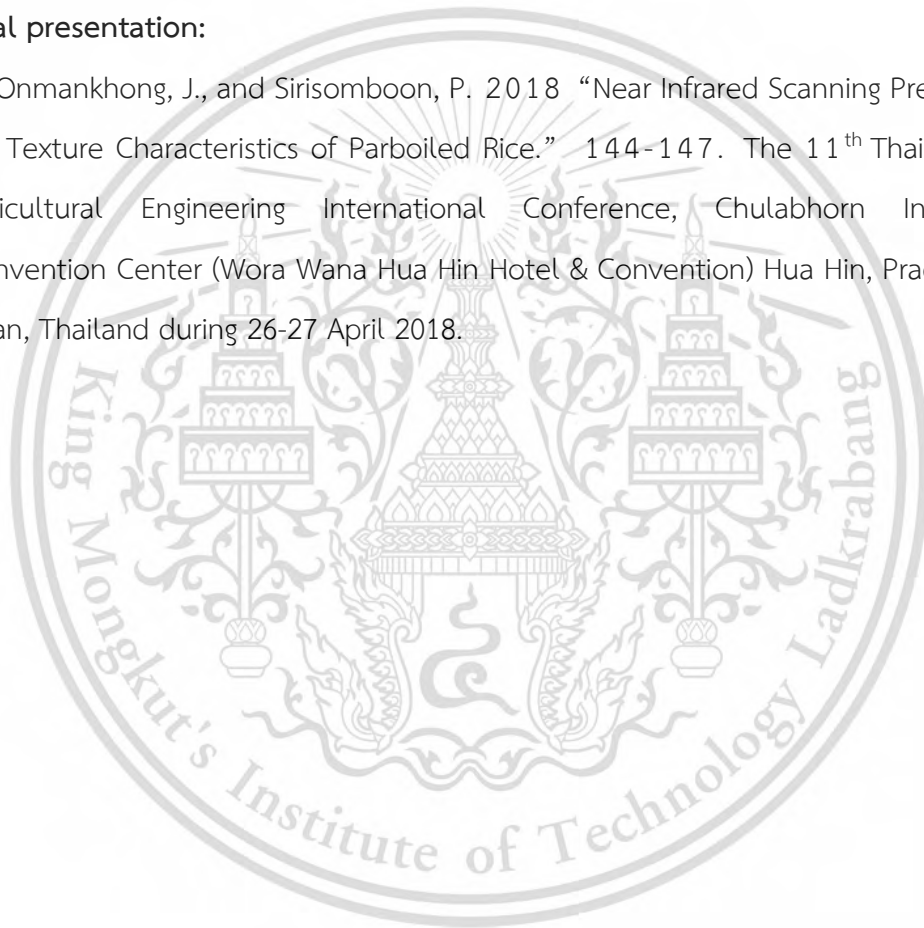 al presentation:
Onmankhong, J., and Sirisomboon, P. 2018 “Near Infrared Scanning Pre
Texture Characteristics of Parboiled Rice.” 144-147. The 11th Thai
icultural Engineering International Conference, Chulabhorn In
nvention Center (Wora Wana Hua Hin Hotel & Convention) Hua Hin, Pra
an, Thailand during 26-27 April 2018.
King Mongkut's Institute of Technology Ladkrabang